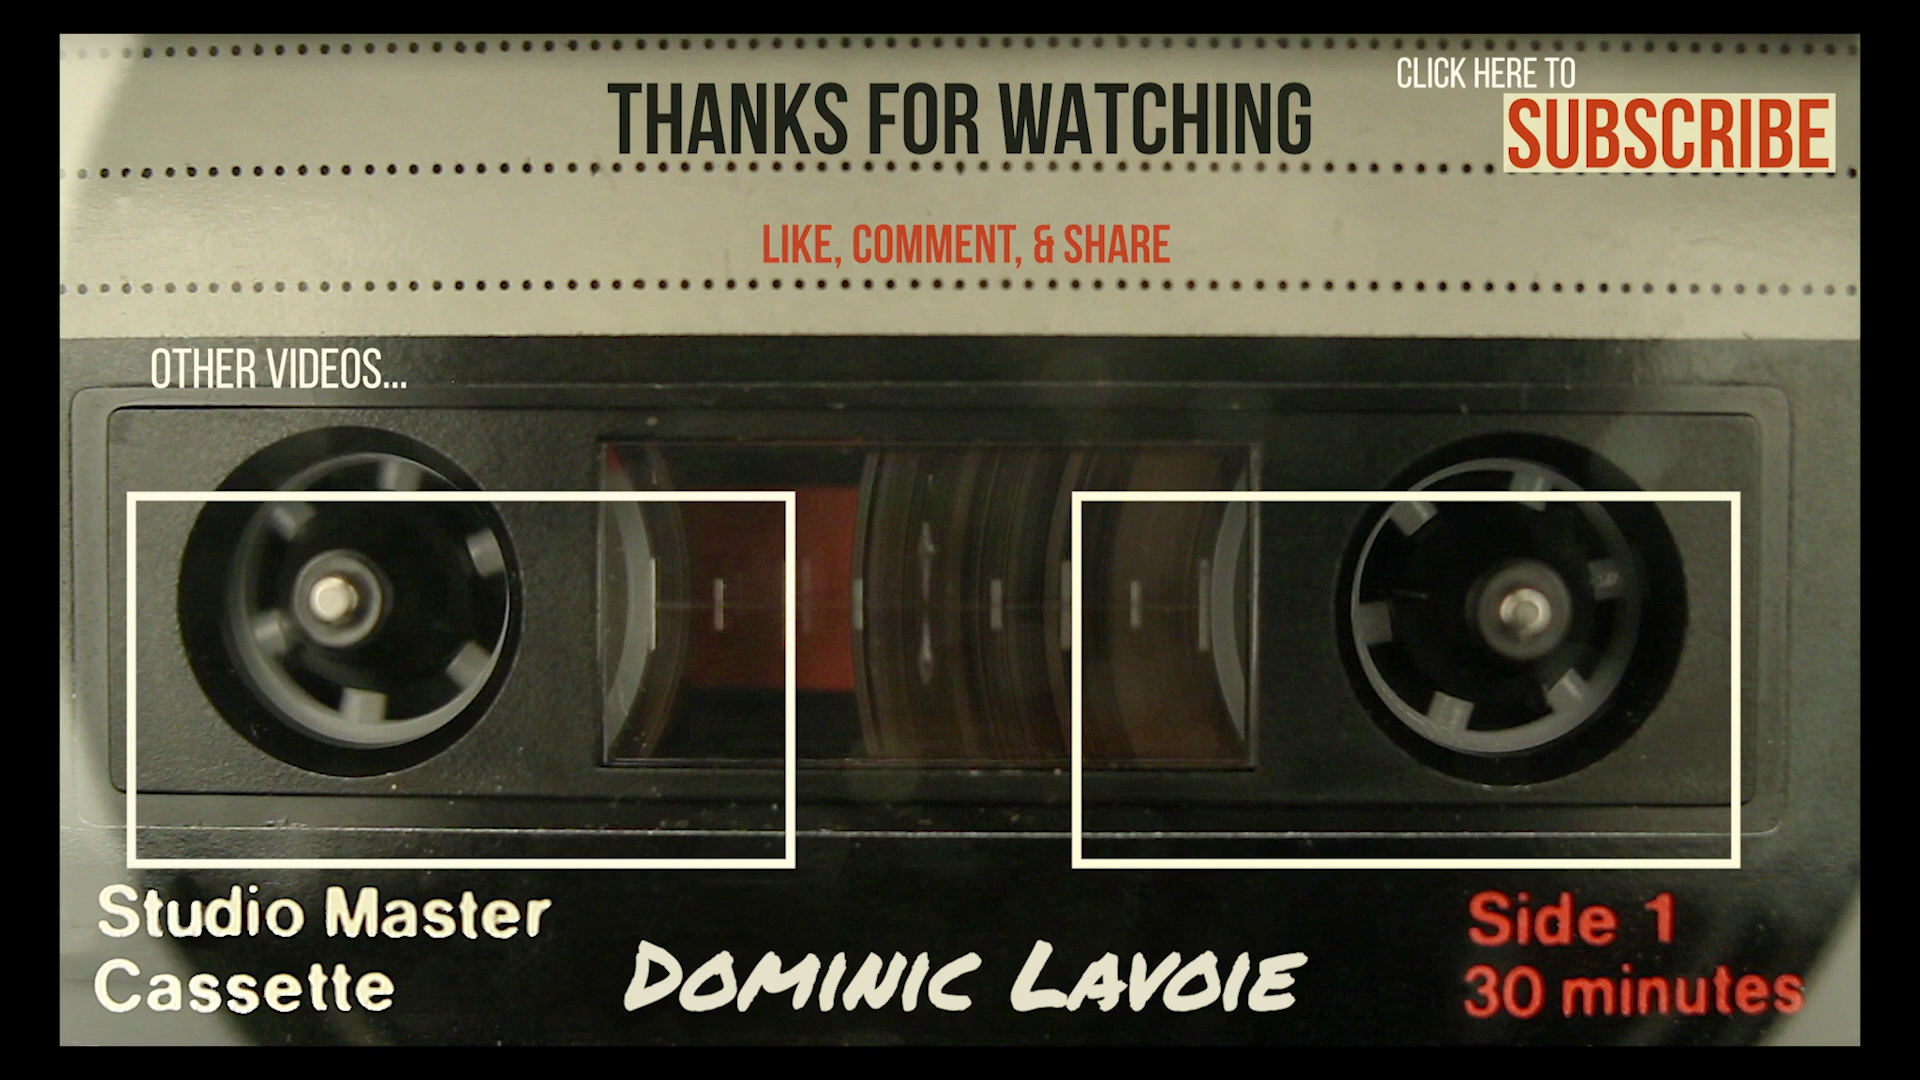 THANKS FOR WATCHING
CLICK HERE TO
SUBSCRIBE
LIKE, COMMENT, & SHARE
OTHER VIDEOS...
Studio Master
Cassette
DOMINIC LAVOIE
Side 1
30 minutes